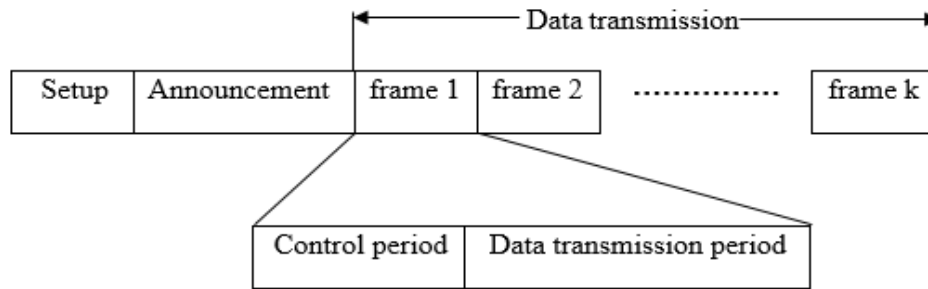 Data transmission
Setup Announcement frame 1 frame 2 ............... frame k
Control period Data transmission period